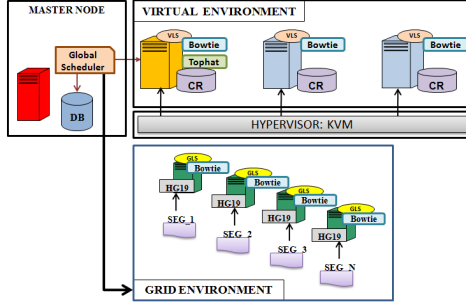 MASTER NODE
Global
Scheduler
DB
VIRTUAL ENVIRONMENT
VLS
Bowtie
Tophat
CR
VLS
Bowtie
CR
VLS
Bowtie
CR
HYPERVISOR: KVM
GLS
Bowtie
HG19
SEG_1
GLS
Bowtie
HG19
SEG_2
GLS
Bowtie
HG19
SEG_3
GLS
Bowtie
HG19
SEG_N
GRID ENVIRONMENT